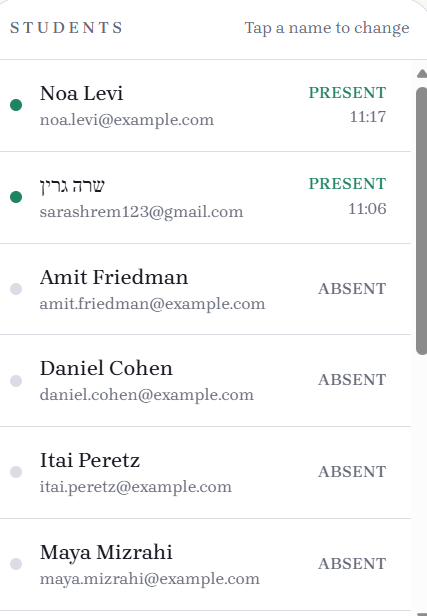 STUDENTS
Tap a name to change
Noa Levi
PRESENT
noa.levi@example.com
11:17
שרה גרין
PRESENT
sarashrem123@gmail.com
11:06
Amit Friedman
amit.friedman@example.com
ABSENT
Daniel Cohen
daniel.cohen@example.com
ABSENT
Itai Peretz
itai.peretz@example.com
ABSENT
Maya Mizrahi
maya.mizrahi@example.com
ABSENT